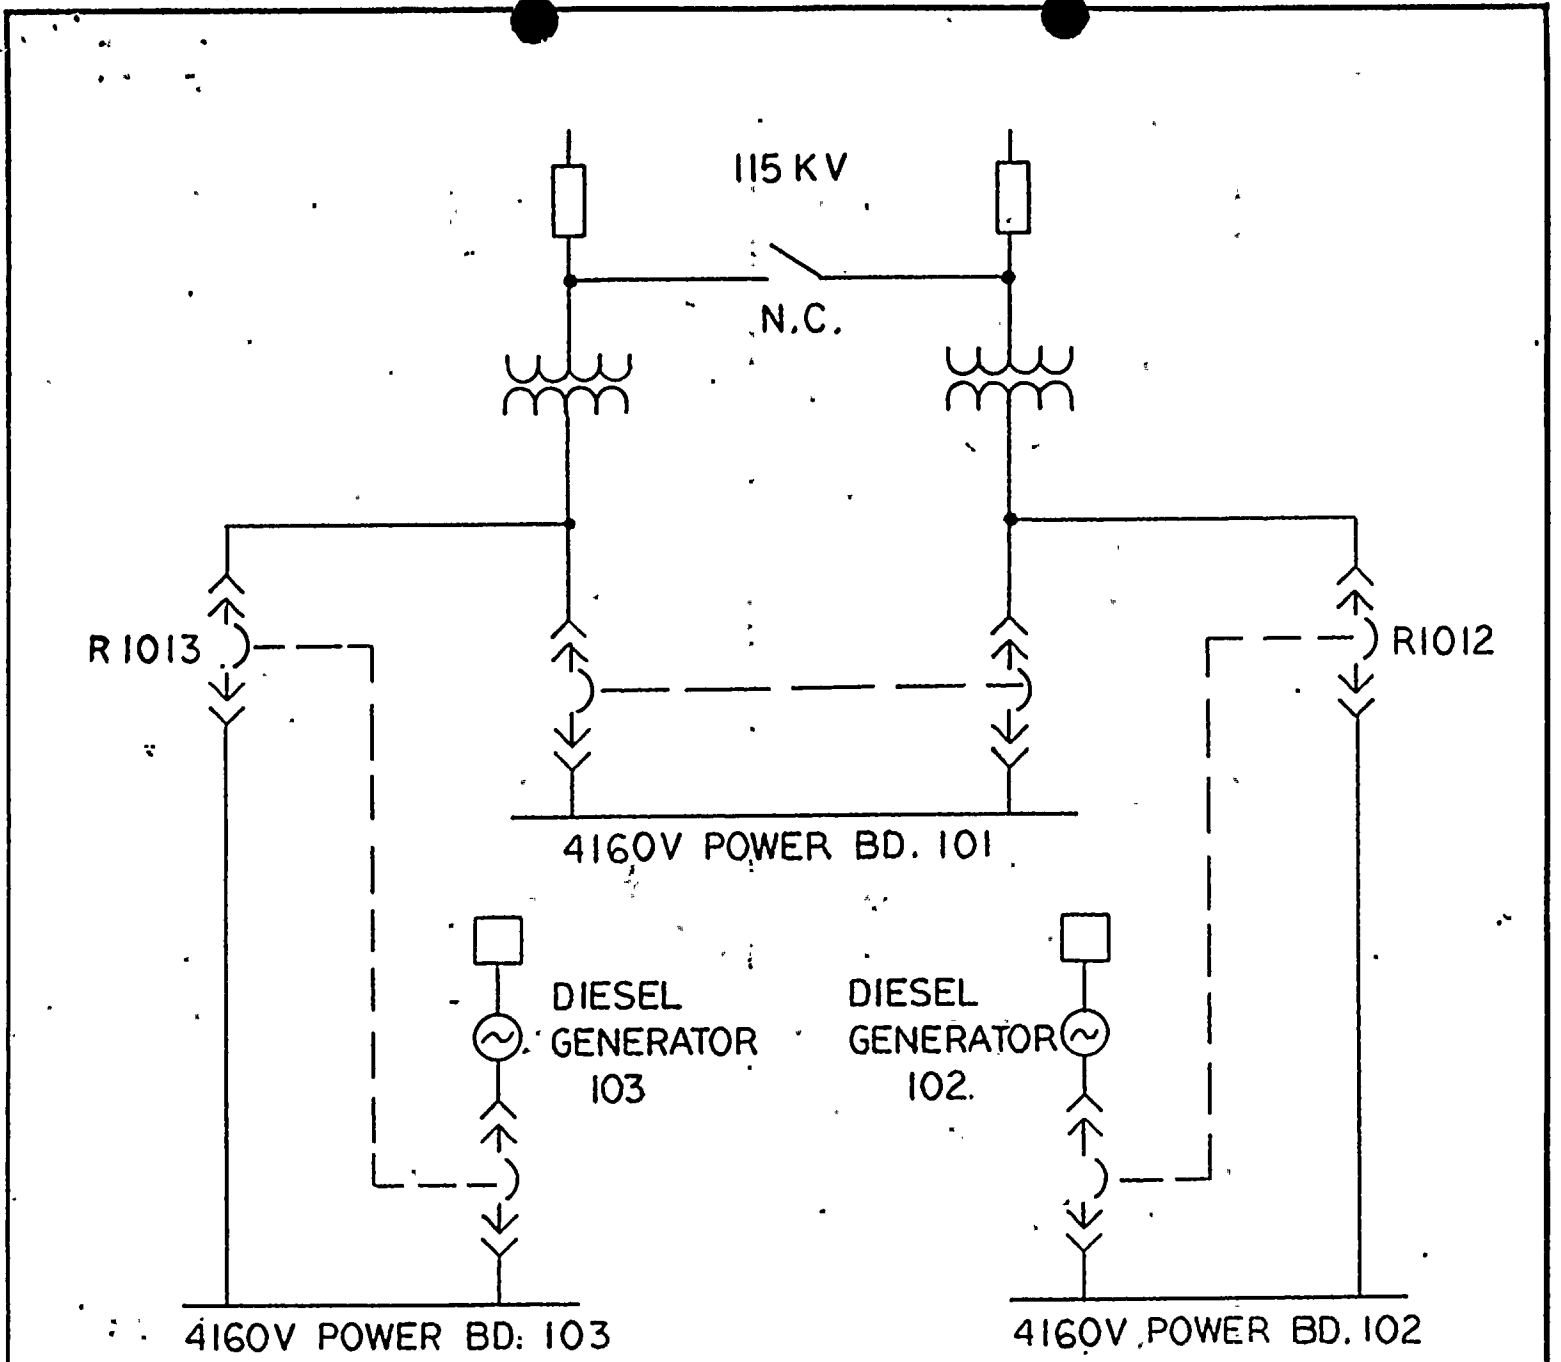 115 KV
N.C.
R1013
R1012
4160V POWER BD. 101
DIESEL
GENERATOR
103
DIESEL
GENERATOR
102.
4160V POWER BD: 103
4160V POWER BD. 102